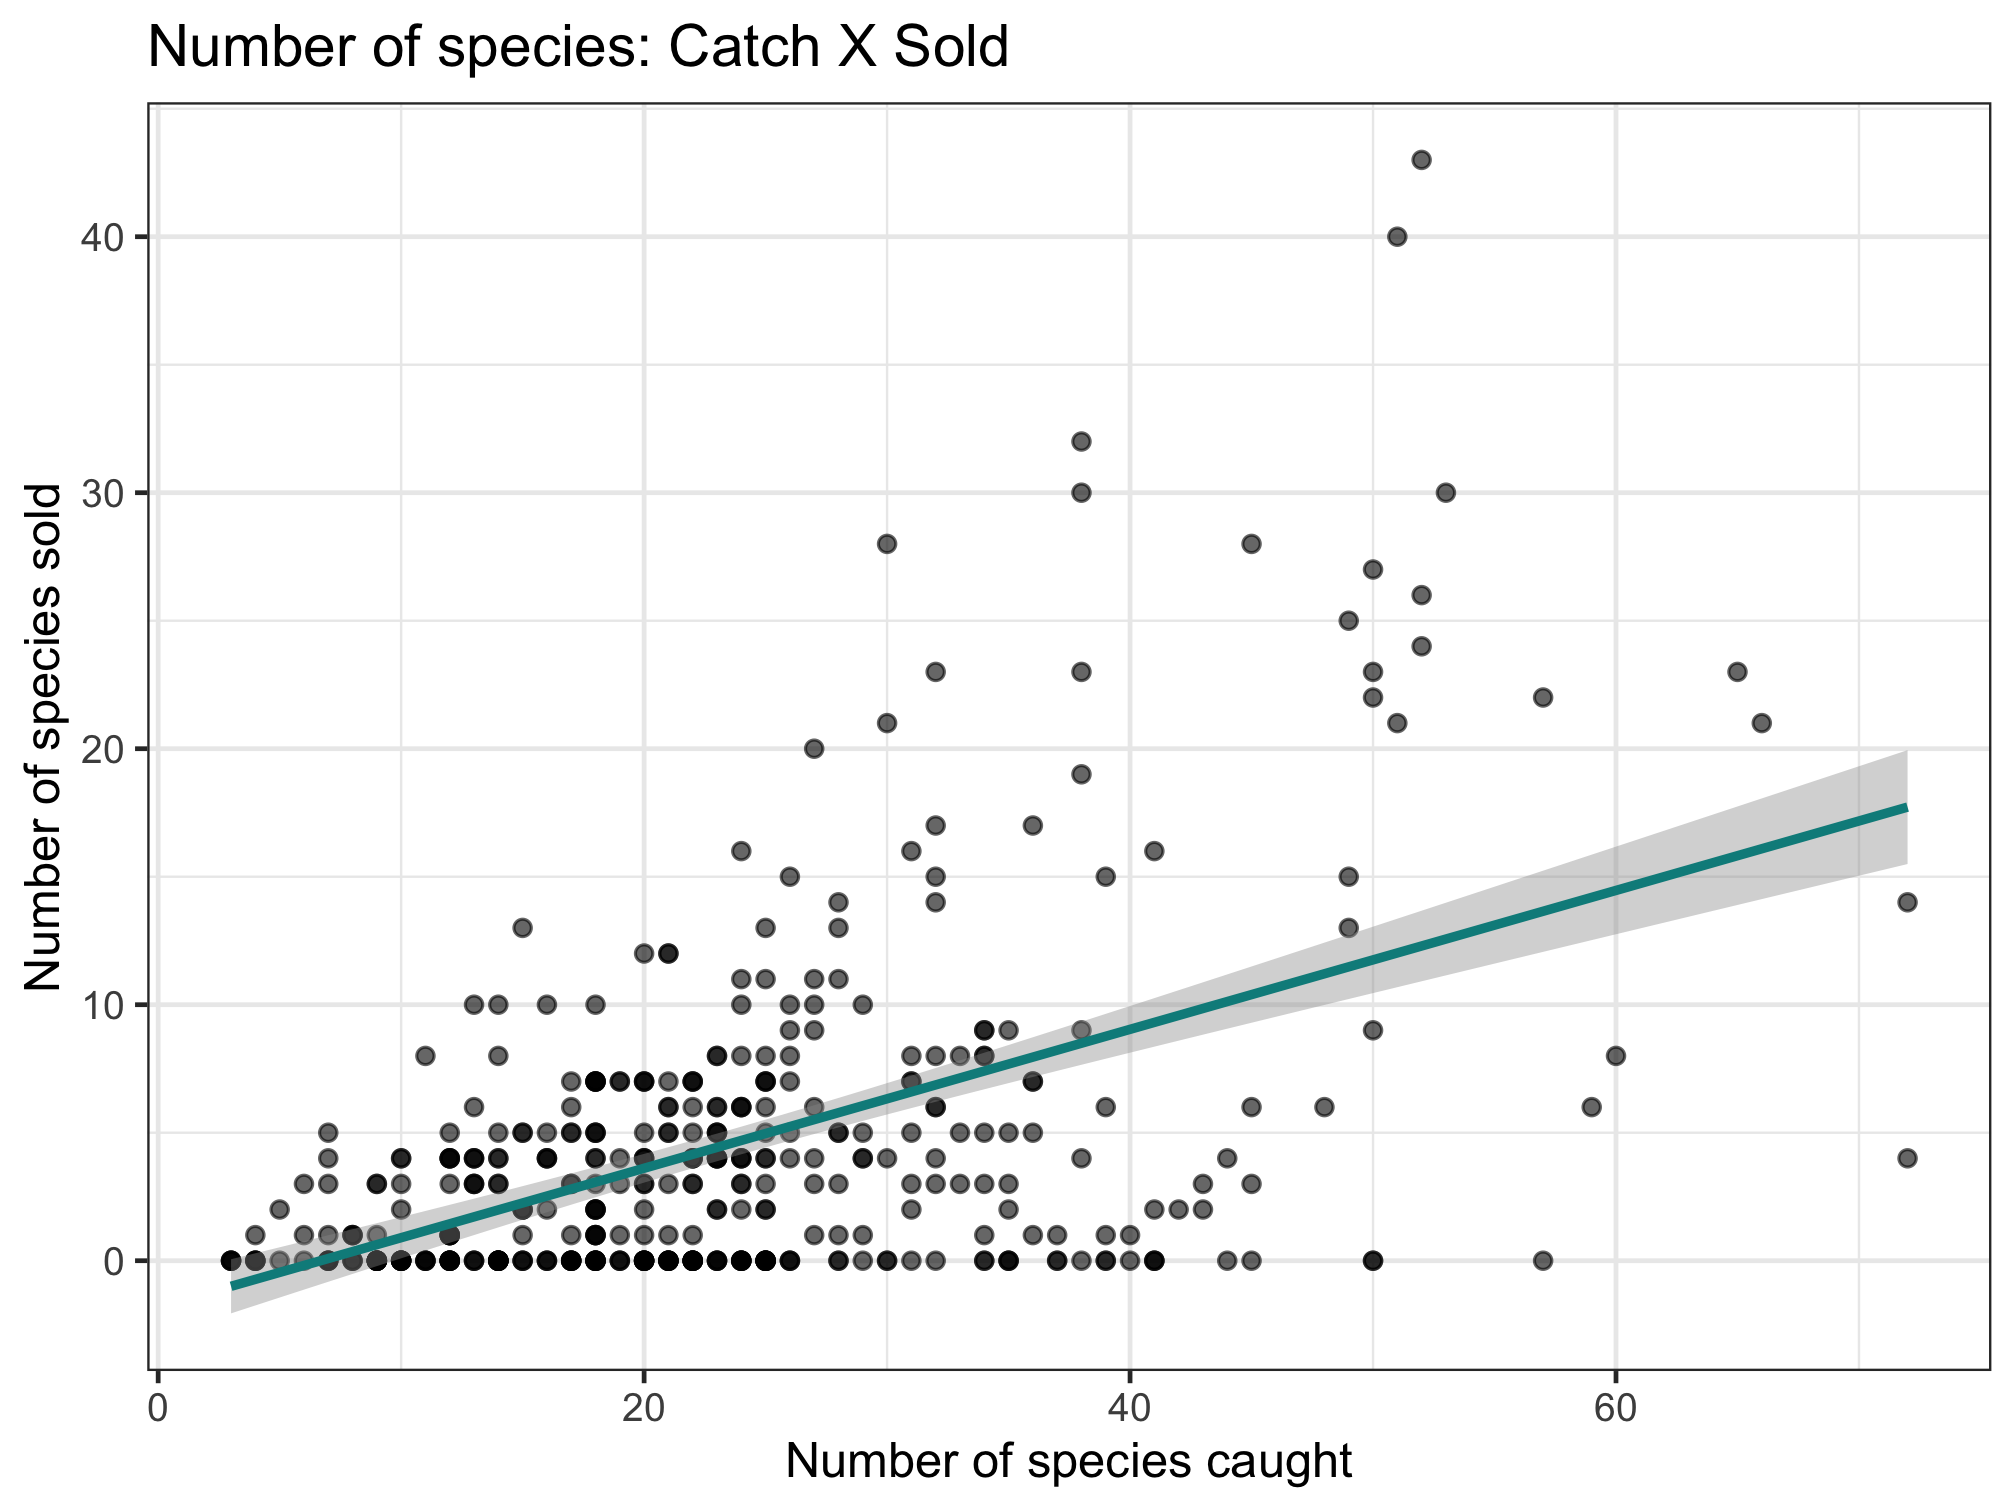 Number of species: Catch X Sold
Number of species sold
40
30
20
10
0
0 20 40 60
Number of species caught